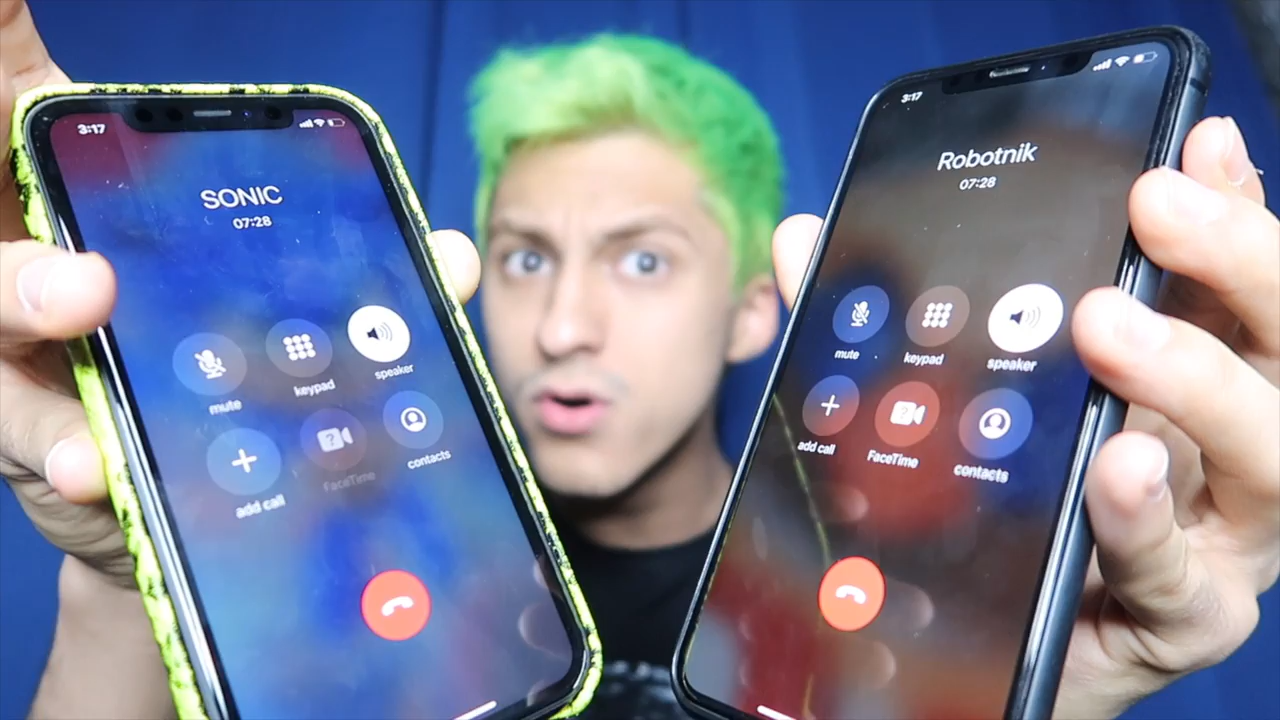 3:17
SONIC
07:28
mute
keypad
speaker
add call
FaceTime
contacts
3:17
Robotnik
07:28
mute
keypad
speaker
add call
FaceTime
contacts